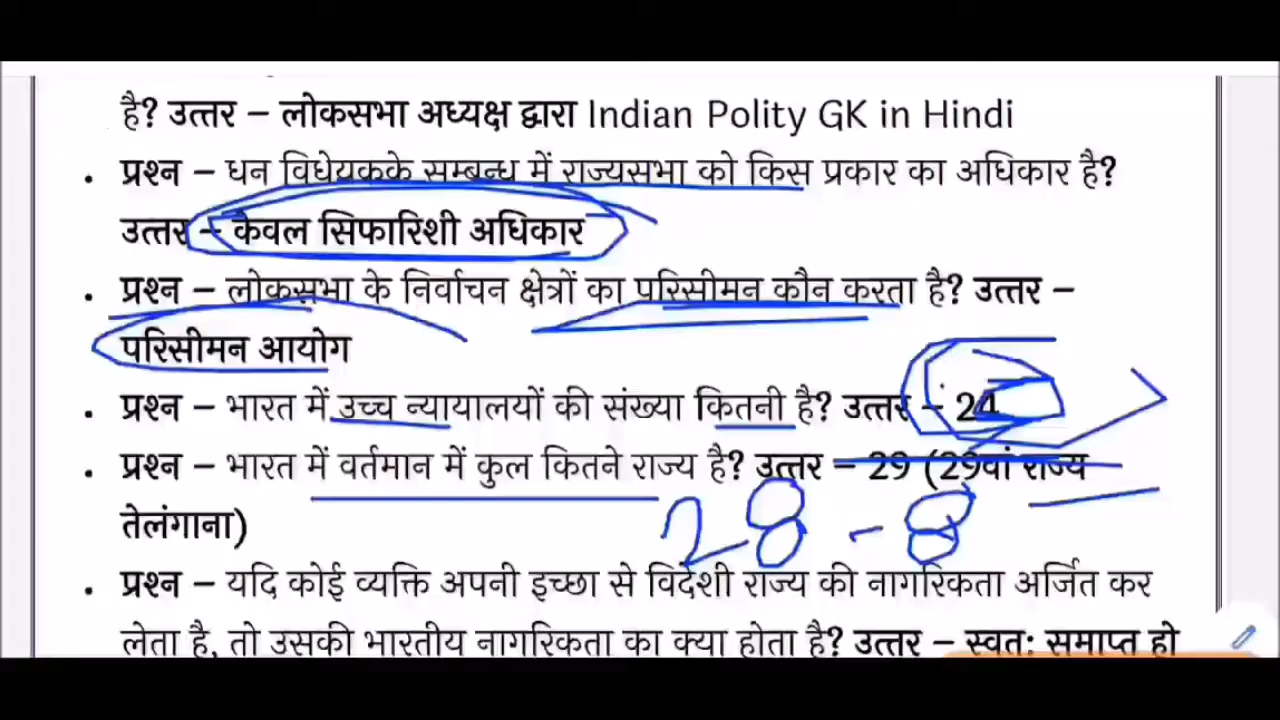 है? उत्तर – लोकसभा अध्यक्ष द्वारा Indian Polity GK in Hindi
• प्रश्न – धन विधेयकके सम्बन्ध में राज्यसभा को किस प्रकार का अधिकार है?
उत्तर – केवल सिफारिशी अधिकार
• प्रश्न – लोकसभा के निर्वाचन क्षेत्रों का परिसीमन कौन करता है? उत्तर –
परिसीमन आयोग
• प्रश्न – भारत में उच्च न्यायालयों की संख्या कितनी है? उत्तर – 24
• प्रश्न – भारत में वर्तमान में कुल कितने राज्य है? उत्तर – 29 (29वां राज्य
तेलंगाना)
28 - 8
• प्रश्न – यदि कोई व्यक्ति अपनी इच्छा से विदेशी राज्य की नागरिकता अर्जित कर
लेता है, तो उसकी भारतीय नागरिकता का क्या होता है? उत्तर – स्वत: समाप्त हो